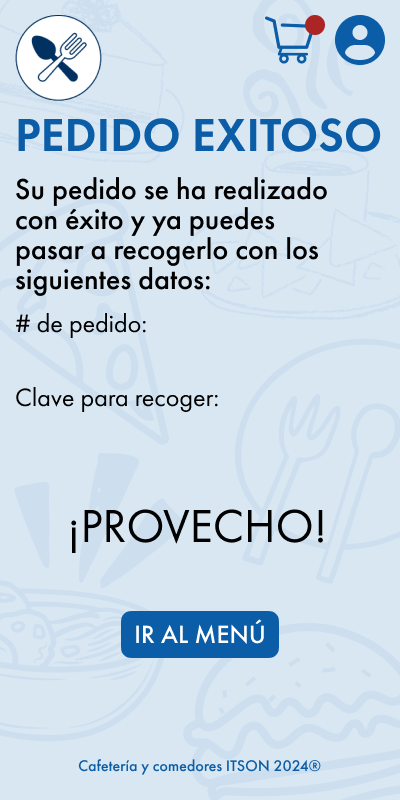 PEDIDO EXITOSO
Su pedido se ha realizado
con éxito y ya puedes
pasar a recogerlo con los
siguientes datos:
# de pedido:
Clave para recoger:
¡PROVECHO!
IR AL MENÚ
Cafetería y comedores ITSON 2024®